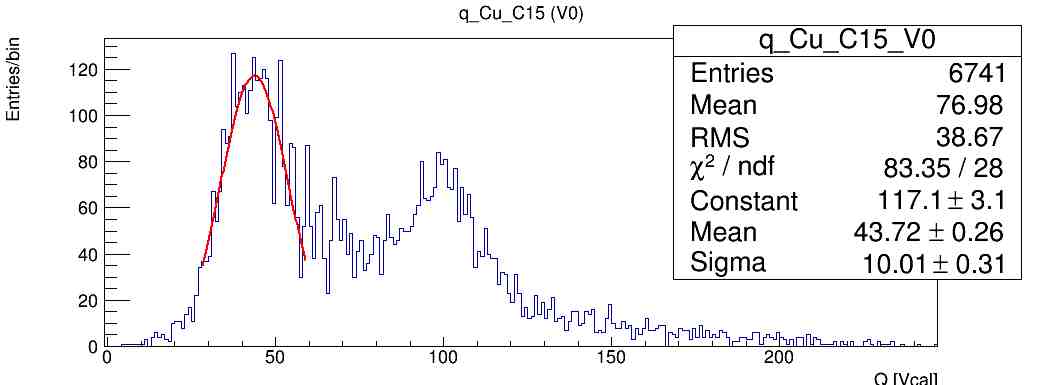 q_Cu_C15 (V0)
Entries/bin
q_Cu_C15_V0
Entries 6741
Mean 76.98
RMS 38.67
χ² / ndf 83.35 / 28
Constant 117.1 ± 3.1
Mean 43.72 ± 0.26
Sigma 10.01 ± 0.31
120
100
80
60
40
20
0
0 50 100 150 200
Q [Vcal]